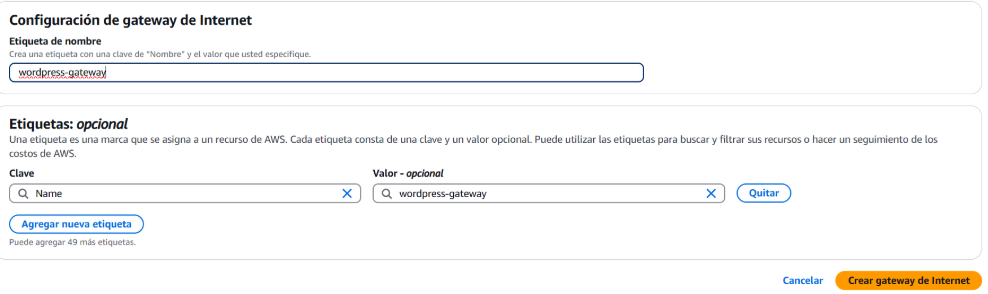 Configuración de gateway de Internet
Etiqueta de nombre
Crea una etiqueta con una clave de "Nombre" y el valor que usted especifique.
wordpress-gateway
Etiquetas: opcional
Una etiqueta es una marca que se asigna a un recurso de AWS. Cada etiqueta consta de una clave y un valor opcional. Puede utilizar las etiquetas para buscar y filtrar sus recursos o hacer un seguimiento de los
costos de AWS.
Clave Valor - opcional
Name wordpress-gateway Quitar
Agregar nueva etiqueta
Puede agregar 49 más etiquetas.
Cancelar Crear gateway de Internet